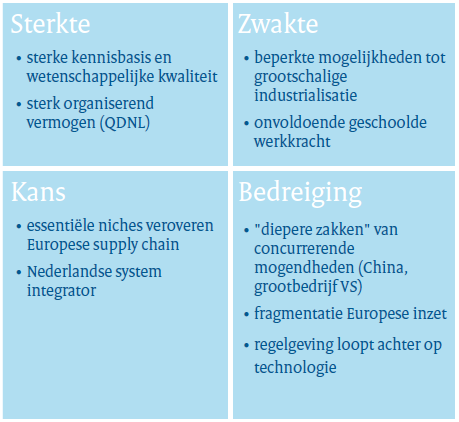 Sterkte
• sterke kennisbasis en
wetenschappelijke kwaliteit
• sterk organiserend
vermogen (QDNL)
Zwakte
• beperkte mogelijkheden tot
grootschalige
industrialisatie
• onvoldoende geschoolde
werkkracht
Kans
• essentiële niches veroveren
Europese supply chain
• Nederlandse system
integrator
Bedreiging
• "diepere zakken" van
concurrerende
mogendheden (China,
grootbedrijf VS)
• fragmentatie Europese inzet
• regelgeving loopt achter op
technologie